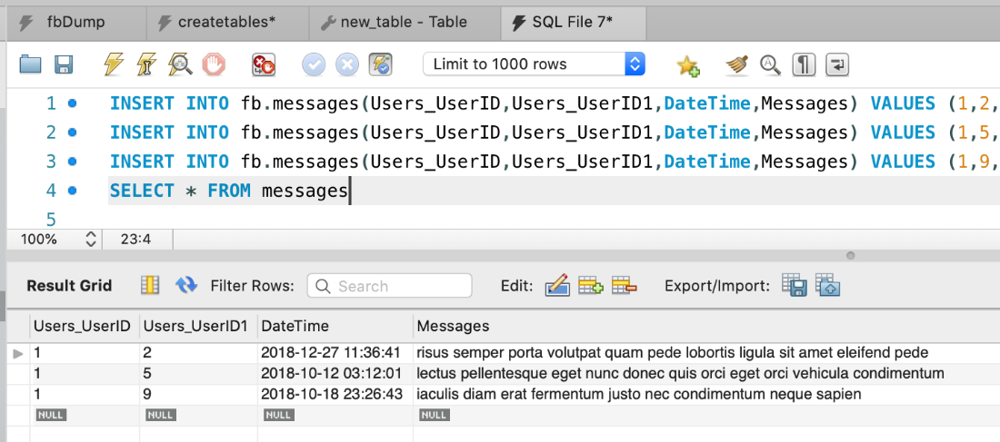 fbDump createtables* new_table - Table SQL File 7*
Limit to 1000 rows
1 INSERT INTO fb.messages(Users_UserID,Users_UserID1,DateTime,Messages) VALUES (1,2,
2 INSERT INTO fb.messages(Users_UserID,Users_UserID1,DateTime,Messages) VALUES (1,5,
3 INSERT INTO fb.messages(Users_UserID,Users_UserID1,DateTime,Messages) VALUES (1,9,
4 SELECT * FROM messages
5
100% 23:4
Result Grid Filter Rows: Search Edit: Export/Import:
Users_UserID Users_UserID1 DateTime Messages
1 2 2018-12-27 11:36:41 risus semper porta volutpat quam pede lobortis ligula sit amet eleifend pede
1 5 2018-10-12 03:12:01 lectus pellentesque eget nunc donec quis orci eget orci vehicula condimentum
1 9 2018-10-18 23:26:43 iaculis diam erat fermentum justo nec condimentum neque sapien
NULL NULL NULL NULL